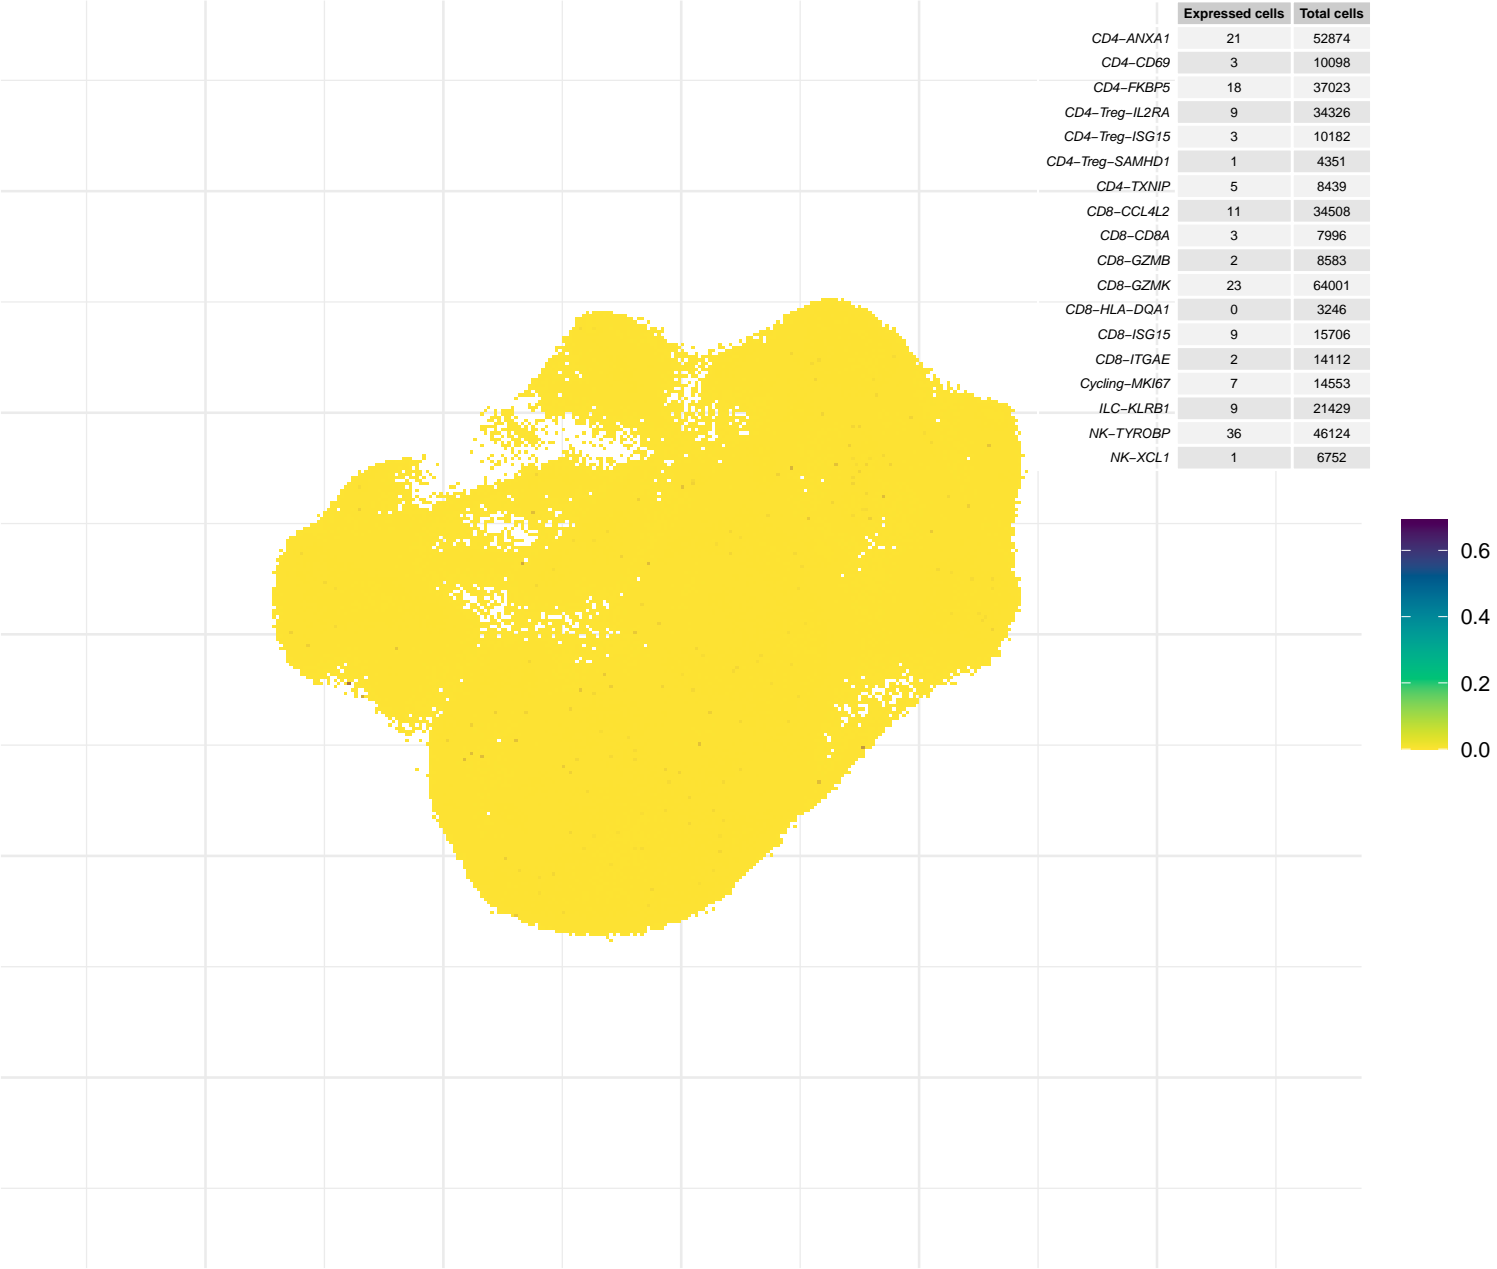 Expressed cells Total cells
CD4−ANXA1 21 52874
CD4−CD69 3 10098
CD4−FKBP5 18 37023
CD4−Treg−IL2RA 9 34326
CD4−Treg−ISG15 3 10182
CD4−Treg−SAMHD1 1 4351
CD4−TXNIP 5 8439
CD8−CCL4L2 11 34508
CD8−CD8A 3 7996
CD8−GZMB 2 8583
CD8−GZMK 23 64001
CD8−HLA−DQA1 0 3246
CD8−ISG15 9 15706
CD8−ITGAE 2 14112
Cycling−MKI67 7 14553
ILC−KLRB1 9 21429
NK−TYROBP 36 46124
NK−XCL1 1 6752
0.6
0.4
0.2
0.0